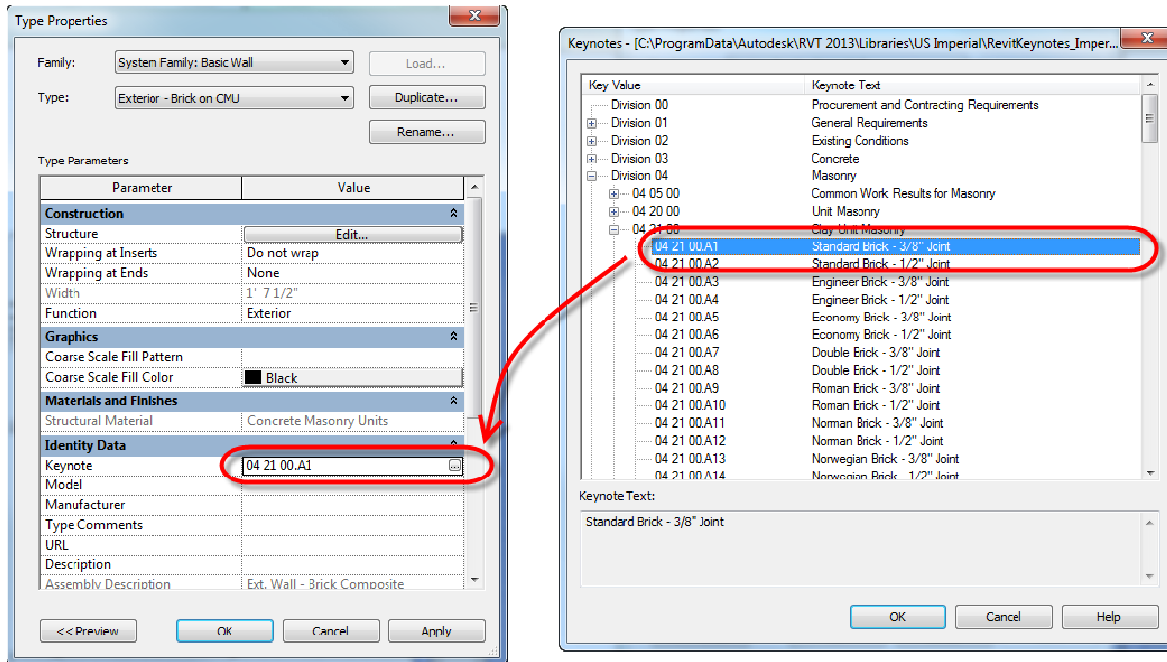 Type Properties
Family: System Family: Basic Wall Load...
Type: Exterior - Brick on CMU Duplicate...
Rename...
Type Parameters
Parameter Value
Construction
Structure Edit...
Wrapping at Inserts Do not wrap
Wrapping at Ends None
Width 1' 7 1/2"
Function Exterior
Graphics
Coarse Scale Fill Pattern
Coarse Scale Fill Color Black
Materials and Finishes
Structural Material Concrete Masonry Units
Identity Data
Keynote 04 21 00.A1 ...
Model
Manufacturer
Type Comments
URL
Description
Assembly Description Ext. Wall - Brick Composite
<< Preview OK Cancel Apply
Keynotes - [C:\ProgramData\Autodesk\RVT 2013\Libraries\US Imperial\RevitKeynotes_Imper...
Key Value Keynote Text
Division 00 Procurement and Contracting Requirements
Division 01 General Requirements
Division 02 Existing Conditions
Division 03 Concrete
Division 04 Masonry
04 05 00 Common Work Results for Masonry
04 20 00 Unit Masonry
04 21 00 Clay Unit Masonry
04 21 00.A1 Standard Brick - 3/8" Joint
04 21 00.A2 Standard Brick - 1/2" Joint
04 21 00.A3 Engineer Brick - 3/8" Joint
04 21 00.A4 Engineer Brick - 1/2" Joint
04 21 00.A5 Economy Brick - 3/8" Joint
04 21 00.A6 Economy Brick - 1/2" Joint
04 21 00.A7 Double Brick - 3/8" Joint
04 21 00.A8 Double Brick - 1/2" Joint
04 21 00.A9 Roman Brick - 3/8" Joint
04 21 00.A10 Roman Brick - 1/2" Joint
04 21 00.A11 Norman Brick - 3/8" Joint
04 21 00.A12 Norman Brick - 1/2" Joint
04 21 00.A13 Norwegian Brick - 3/8" Joint
04 21 00.A14 Norwegian Brick - 1/2" Joint
Keynote Text:
Standard Brick - 3/8" Joint
OK Cancel Help